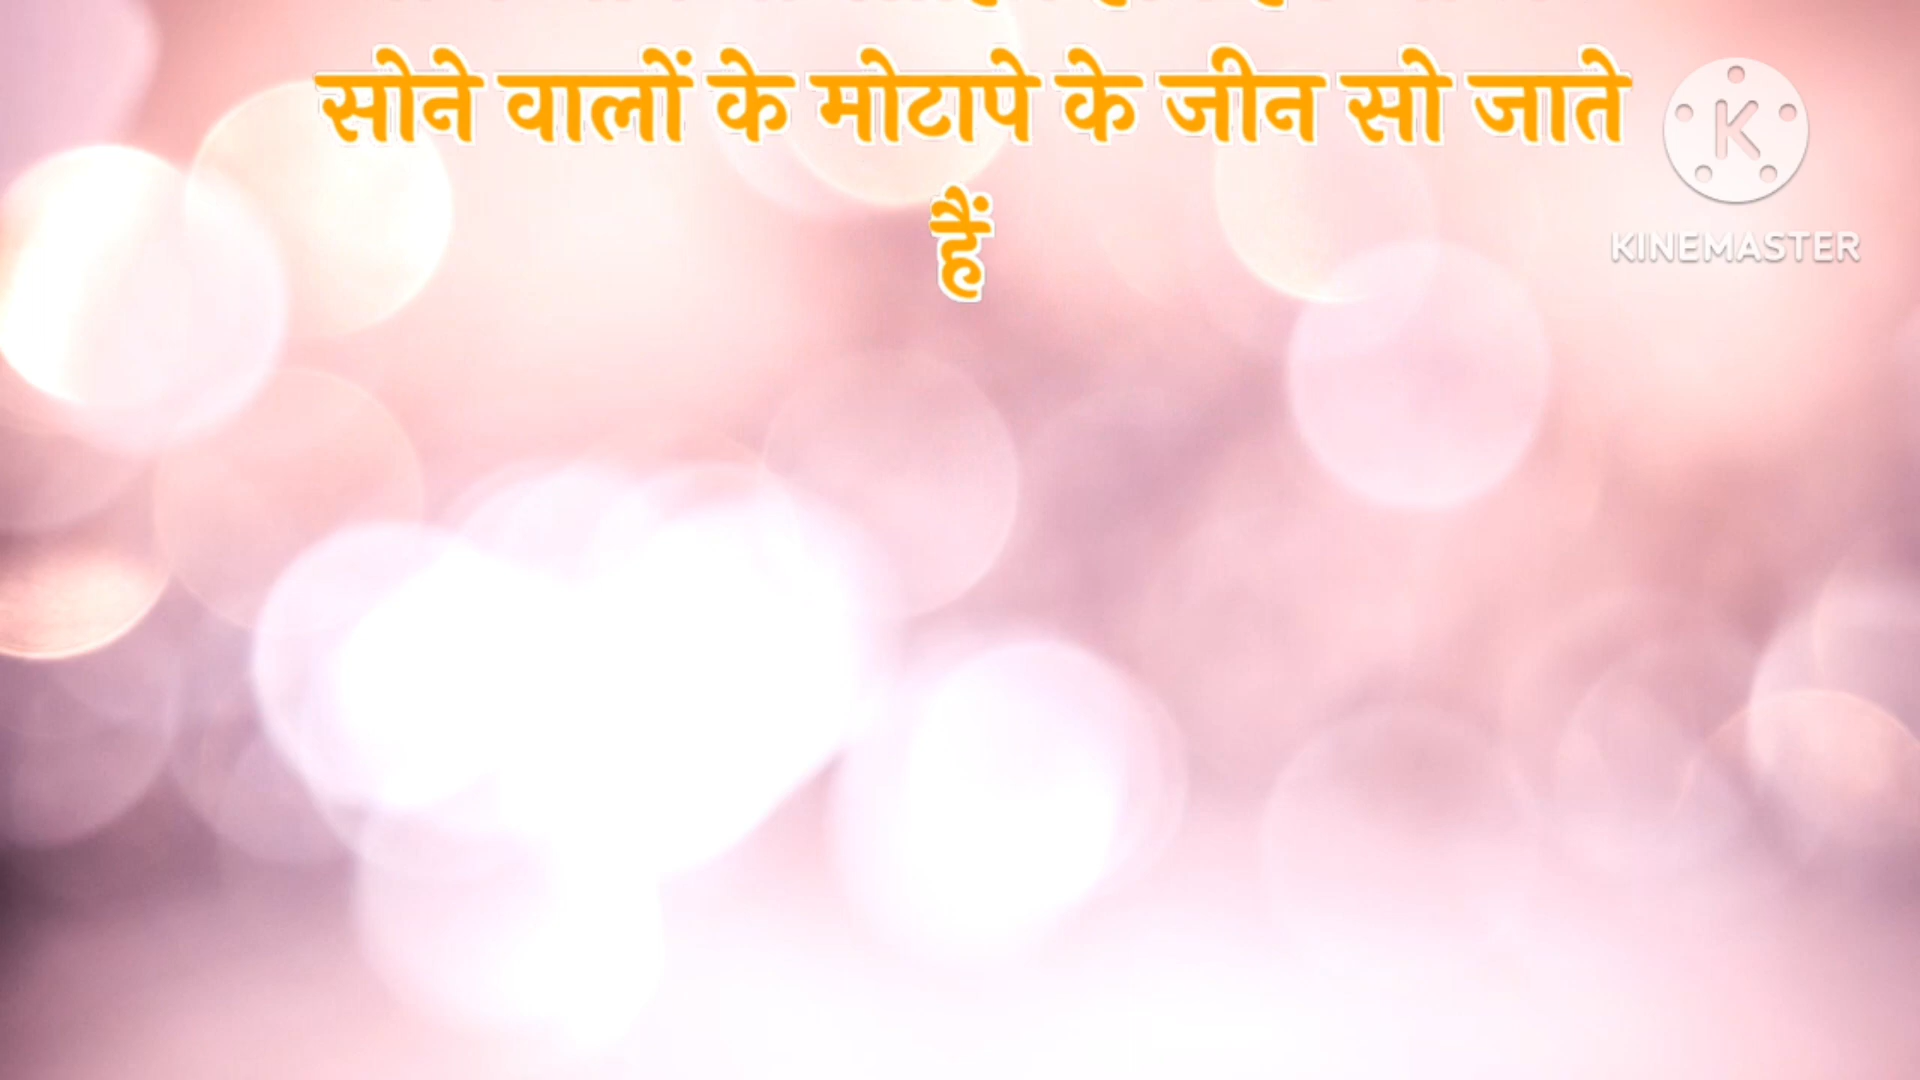 सोने वालों के मोटापे के जीन सो जाते
हैं
K
KINEMASTER